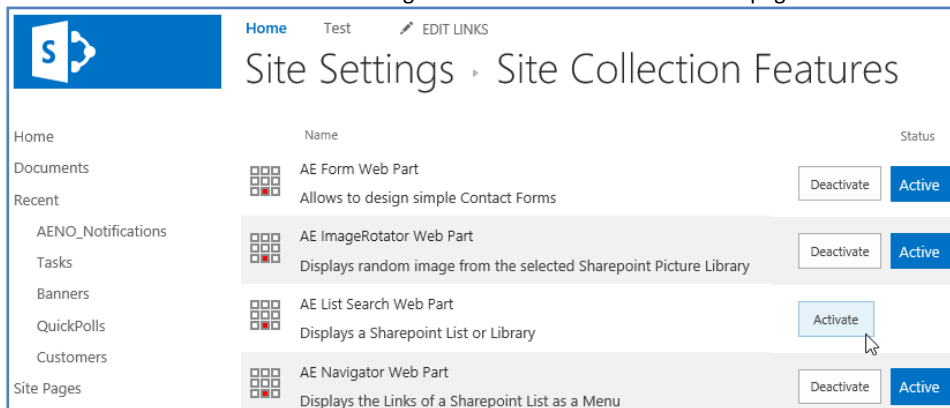 Home Test EDIT LINKS
S
Site Settings Site Collection Features
Home
Documents
Recent
AENO_Notifications
Tasks
Banners
QuickPolls
Customers
Site Pages
Name Status
AE Form Web Part
Allows to design simple Contact Forms
Deactivate Active
AE ImageRotator Web Part
Displays random image from the selected Sharepoint Picture Library
Deactivate Active
AE List Search Web Part
Displays a Sharepoint List or Library
Activate
AE Navigator Web Part
Displays the Links of a Sharepoint List as a Menu
Deactivate Active